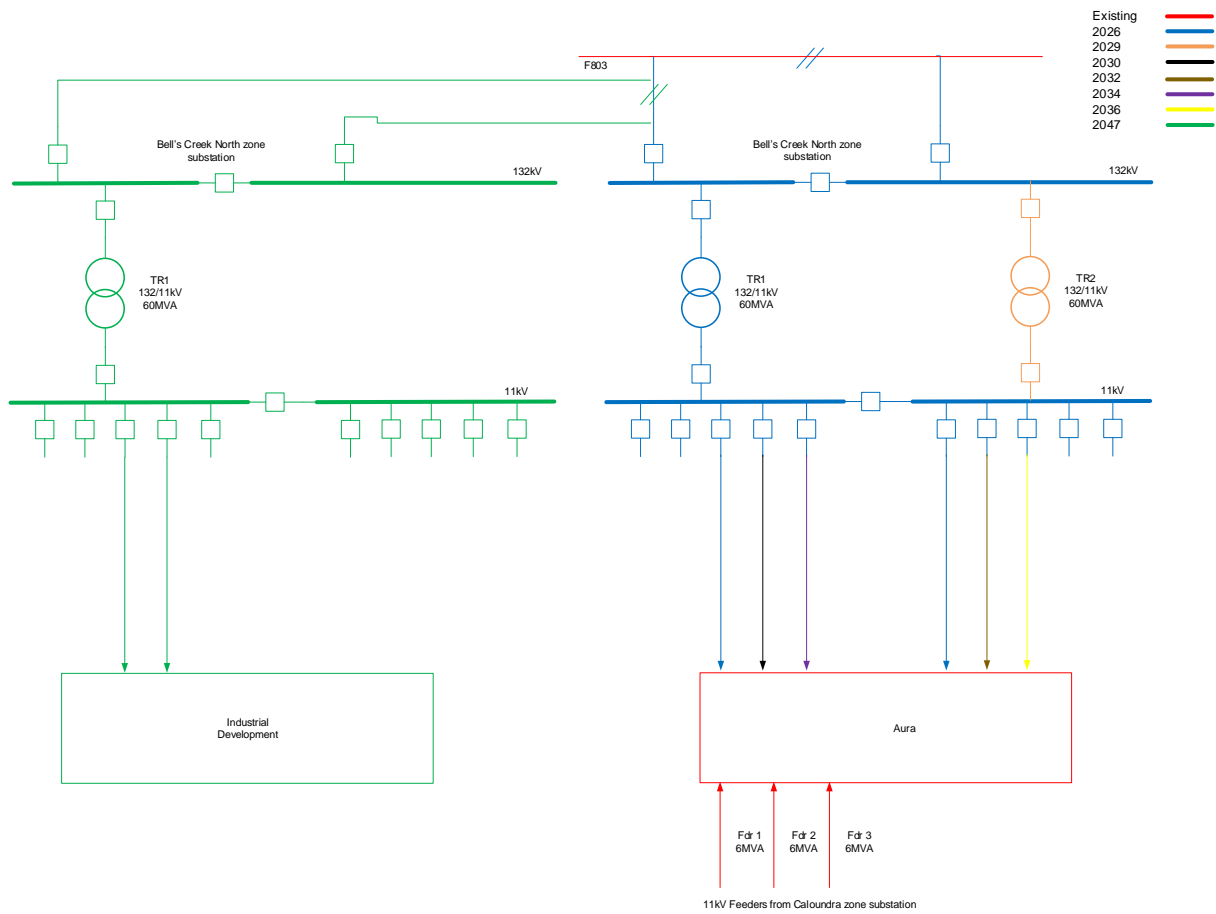 Existing
2026
2029
2030
2032
2034
2036
2047
F803
Bell's Creek North zone
substation
132kV
Bell's Creek North zone
substation
132kV
TR1
132/11kV
60MVA
TR1
132/11kV
60MVA
TR2
132/11kV
60MVA
11kV
11kV
Industrial
Development
Aura
Fdr 1
6MVA
Fdr 2
6MVA
Fdr 3
6MVA
11kV Feeders from Caloundra zone substation